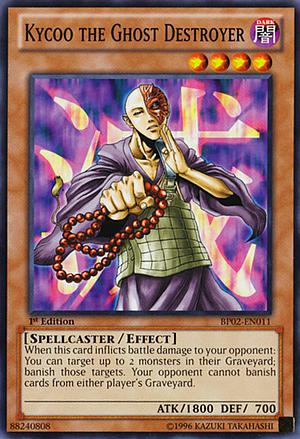 KYCOO THE GHOST DESTROYER
DARK
闇
1st Edition
BP02-EN011
[SPELLCASTER / EFFECT]
When this card inflicts battle damage to your opponent:
You can target up to 2 monsters in their Graveyard;
banish those targets. Your opponent cannot banish
cards from either player's Graveyard.
ATK/1800 DEF/ 700
88240808
©1996 KAZUKI TAKAHASHI